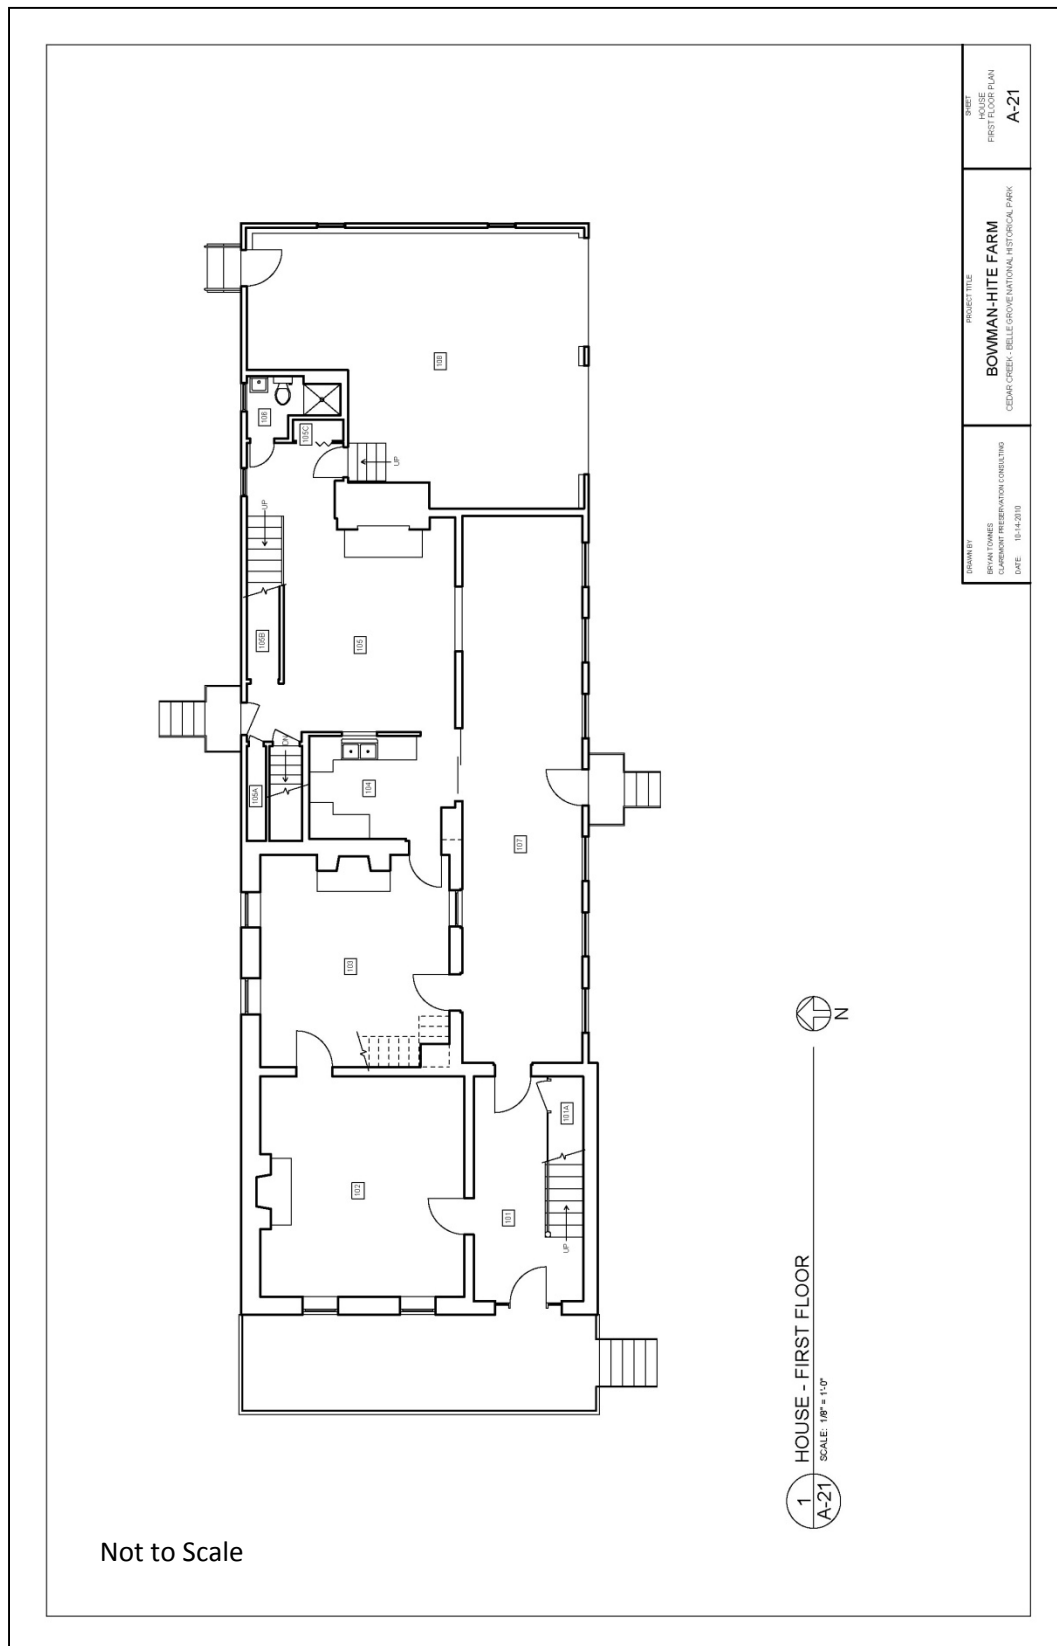 SHEET
HOUSE
FIRST FLOOR PLAN
A-21
PROJECT TITLE
BOWMAN-HITE FARM
CEDAR CREEK - BELLE GROVE NATIONAL HISTORICAL PARK
DRAWN BY
BRYAN TOWNES
CLAREMONT PRESERVATION CONSULTING
DATE: 10-14-2010
108
106
105C
UP
UP
105B
105
DN
105A
104
107
103
101A
102
101
UP
N
1
A-21
HOUSE - FIRST FLOOR
SCALE: 1/8" = 1'-0"
Not to Scale